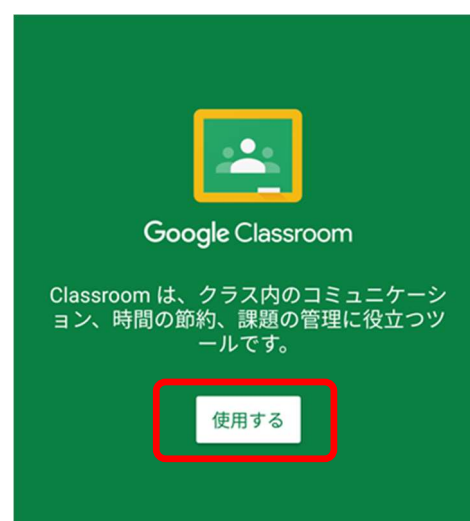 Google Classroom
Classroom は、クラス内のコミュニケーシ
ョン、時間の節約、課題の管理に役立つツ
ールです。
使用する